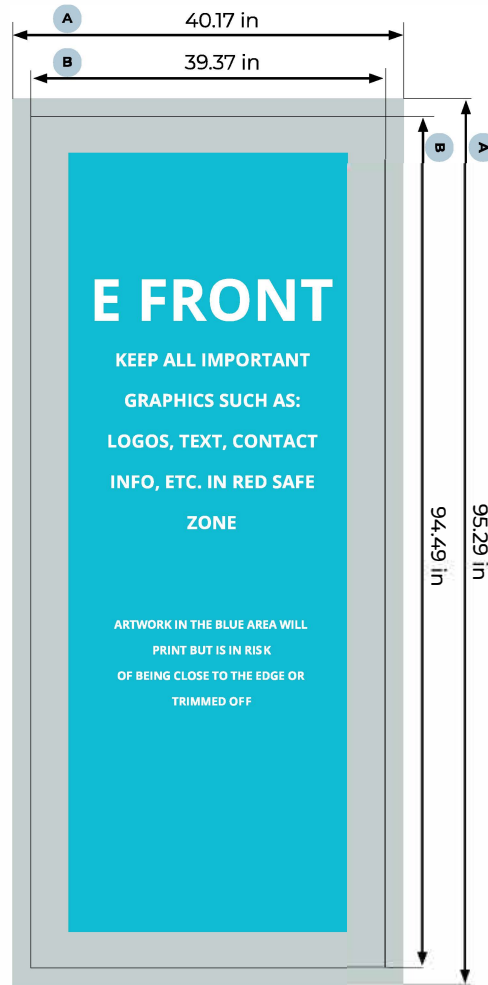 A
40.17 in
B
39.37 in
B
A
E FRONT
KEEP ALL IMPORTANT
GRAPHICS SUCH AS:
LOGOS, TEXT, CONTACT
INFO, ETC. IN RED SAFE
ZONE
94.49 in
95.29 in
ARTWORK IN THE BLUE AREA WILL
PRINT BUT IS IN RISK
OF BEING CLOSE TO THE EDGE OR
TRIMMED OFF